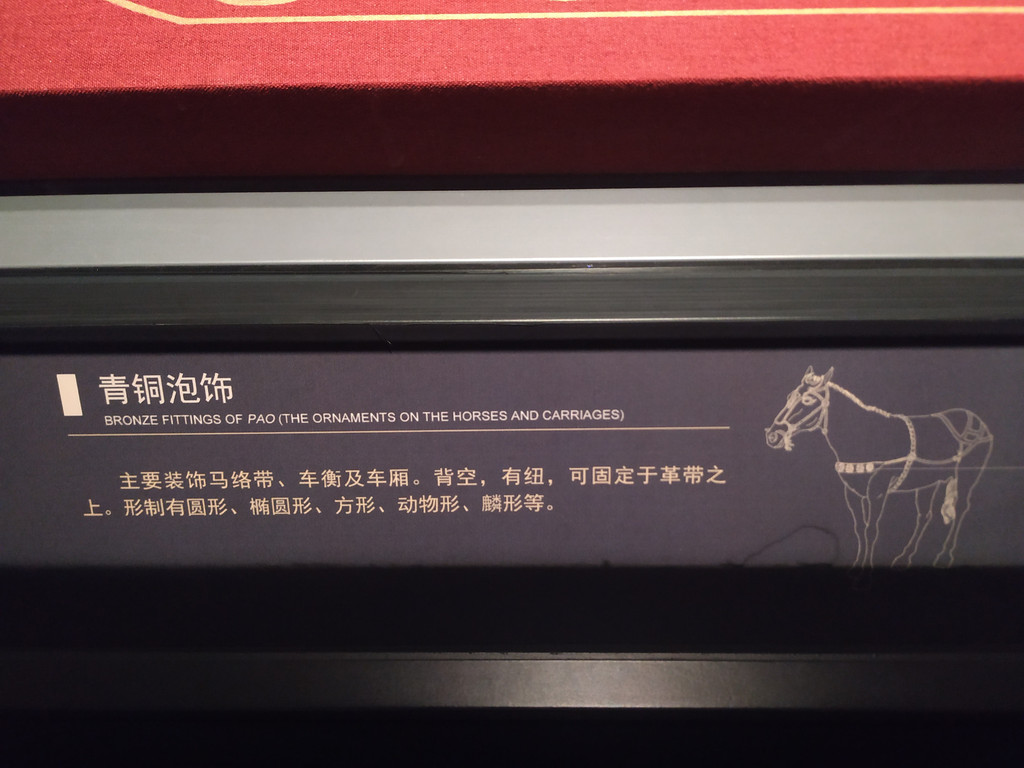 青铜泡饰
BRONZE FITTINGS OF PAO (THE ORNAMENTS ON THE HORSES AND CARRIAGES)
主要装饰马络带、车衡及车厢。背空，有纽，可固定于革带之
上。形制有圆形、椭圆形、方形、动物形、麟形等。